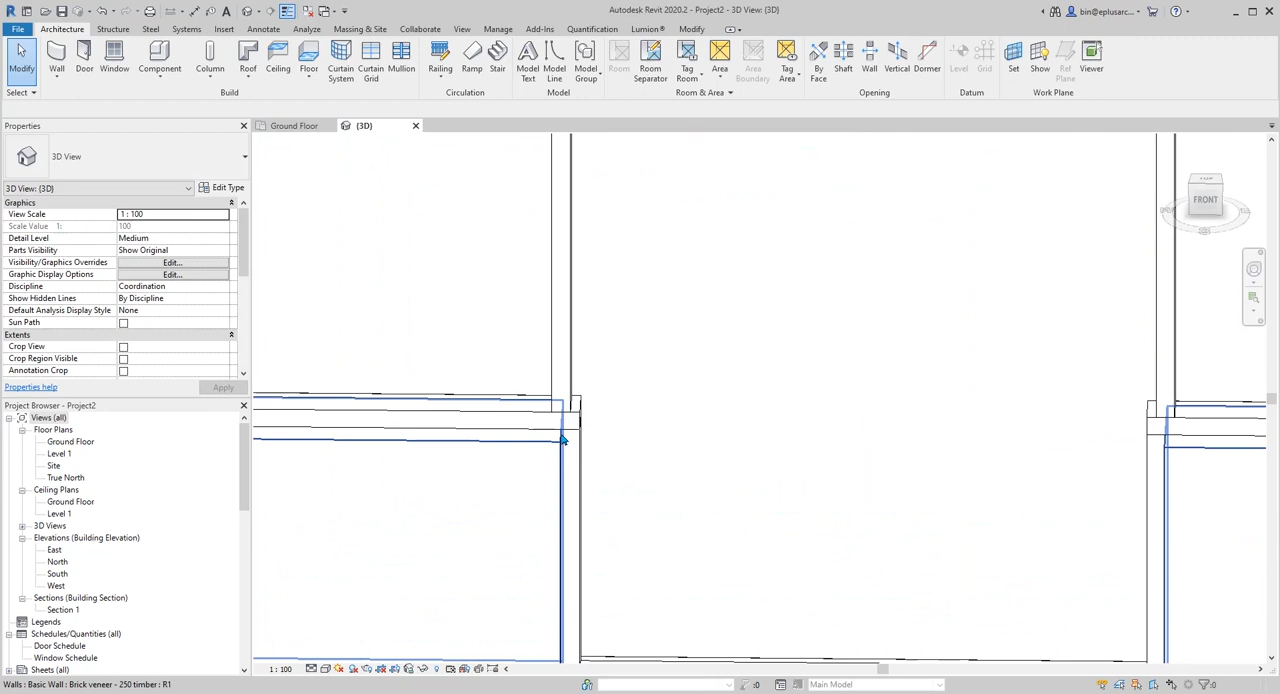 Autodesk Revit 2020.2 - Project2 - 3D View: {3D}
bin@eplusarc...
File Architecture Structure Steel Systems Insert Annotate Analyze Massing & Site Collaborate View Manage Add-Ins Quantification Lumion® Modify
Modify Wall Door Window Component Column Roof Ceiling Floor Curtain System Curtain Grid Mullion Railing Ramp Stair Model Text Model Line Model Group Room Room Separator Tag Room Area Area Boundary Tag Area By Face Shaft Wall Vertical Dormer Level Grid Set Show Ref Plane Viewer
Select Build Circulation Model Room & Area Opening Datum Work Plane
Properties
Ground Floor {3D}
3D View
3D View: {3D} Edit Type
Graphics
View Scale 1 : 100
Scale Value 1: 100
Detail Level Medium
Parts Visibility Show Original
Visibility/Graphics Overrides Edit...
Graphic Display Options Edit...
Discipline Coordination
Show Hidden Lines By Discipline
Default Analysis Display Style None
Sun Path
Extents
Crop View
Crop Region Visible
Annotation Crop
Properties help Apply
FRONT
Project Browser - Project2
Views (all)
Floor Plans
Ground Floor
Level 1
Site
True North
Ceiling Plans
Ground Floor
Level 1
3D Views
Elevations (Building Elevation)
East
North
South
West
Sections (Building Section)
Section 1
Legends
Schedules/Quantities (all)
Door Schedule
Window Schedule
Sheets (all)
1 : 100
Walls : Basic Wall : Brick veneer - 250 timber : R1
:0
Main Model
:0